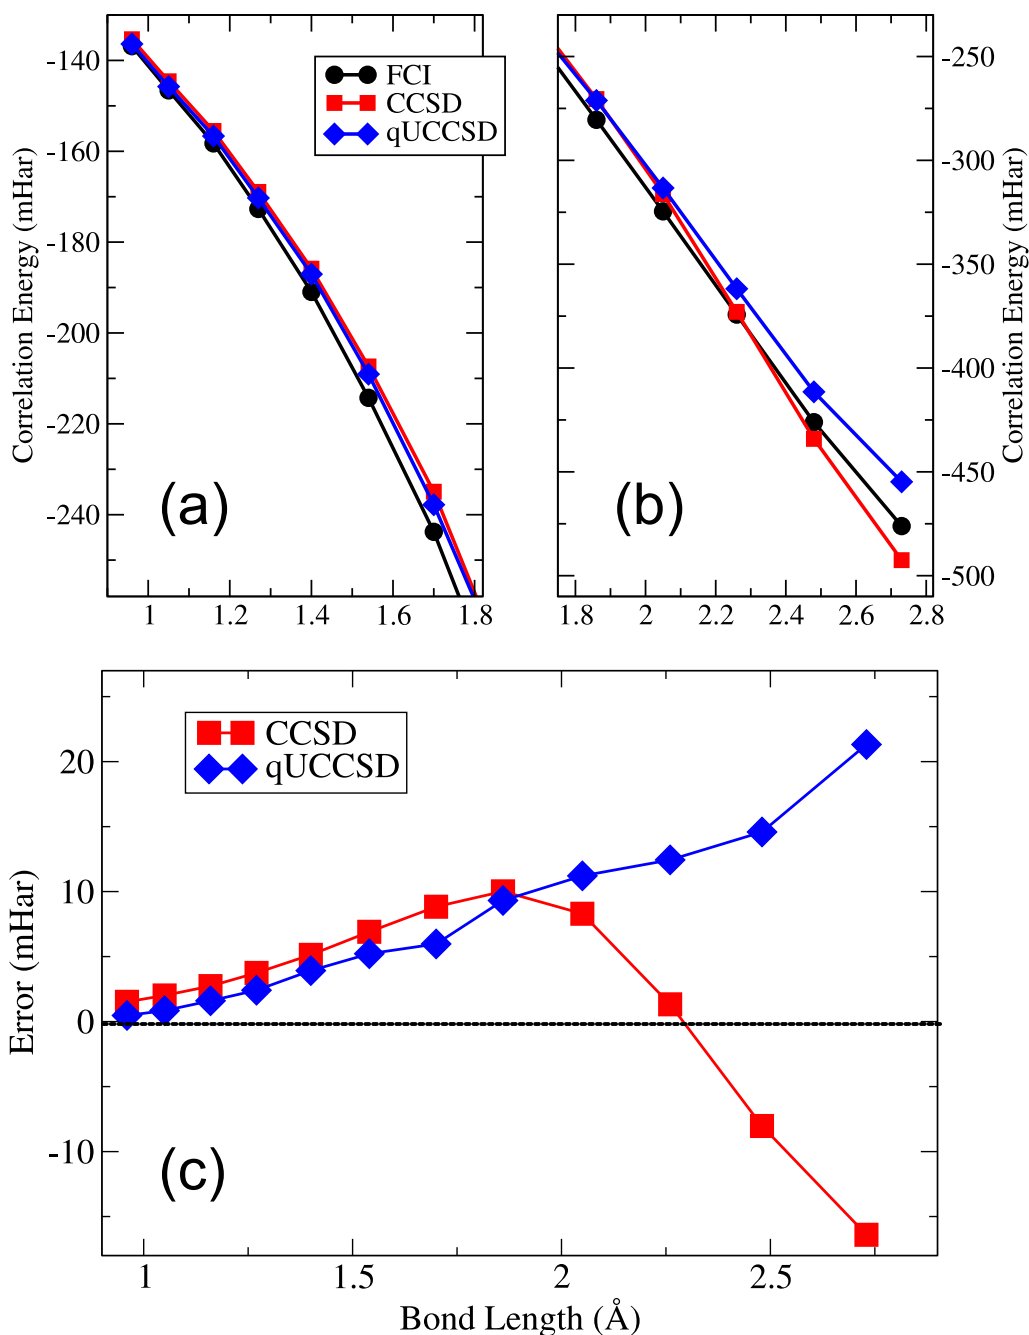 FCI
CCSD
qUCCSD
-140
-160
-180
-200
-220
-240
Correlation Energy (mHar)
(a)
1
1.2
1.4
1.6
1.8
-250
-300
-350
-400
-450
-500
Correlation Energy (mHar)
(b)
1.8
2
2.2
2.4
2.6
2.8
CCSD
qUCCSD
20
10
0
-10
Error (mHar)
(c)
1
1.5
2
2.5
Bond Length (Å)